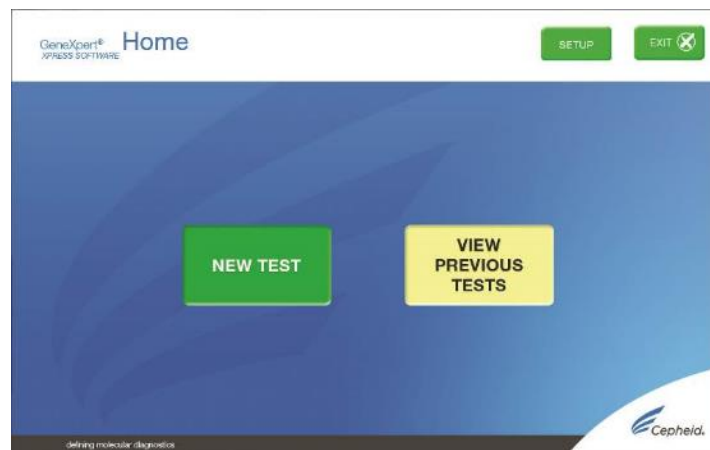 GeneXpert® Home
XPRESS SOFTWARE
SETUP
EXIT
NEW TEST
VIEW
PREVIOUS
TESTS
Cepheid.
defining molecular diagnostics